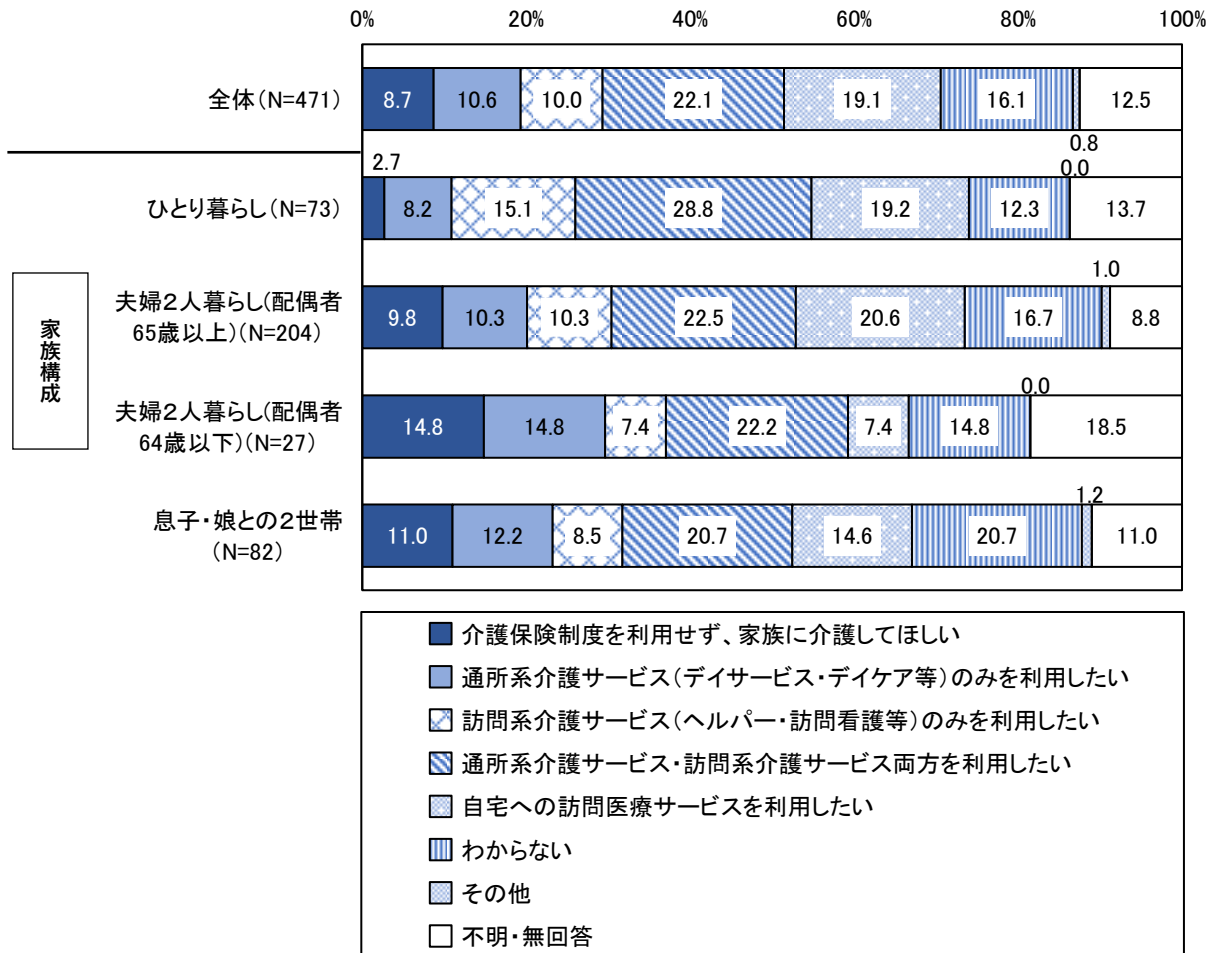 0%
20%
40%
60%
80%
100%
全体(N=471)
8.7
10.6
10.0
22.1
19.1
16.1
0.8
12.5
ひとり暮らし(N=73)
2.7
8.2
15.1
28.8
19.2
12.3
0.0
13.7
家族構成
夫婦２人暮らし(配偶者
65歳以上)(N=204)
9.8
10.3
10.3
22.5
20.6
16.7
1.0
8.8
夫婦２人暮らし(配偶者
64歳以下)(N=27)
14.8
14.8
7.4
22.2
7.4
14.8
0.0
18.5
息子・娘との２世帯
(N=82)
11.0
12.2
8.5
20.7
14.6
20.7
1.2
11.0
介護保険制度を利用せず、家族に介護してほしい
通所系介護サービス(デイサービス・デイケア等)のみを利用したい
訪問系介護サービス(ヘルパー・訪問看護等)のみを利用したい
通所系介護サービス・訪問系介護サービス両方を利用したい
自宅への訪問医療サービスを利用したい
わからない
その他
不明・無回答